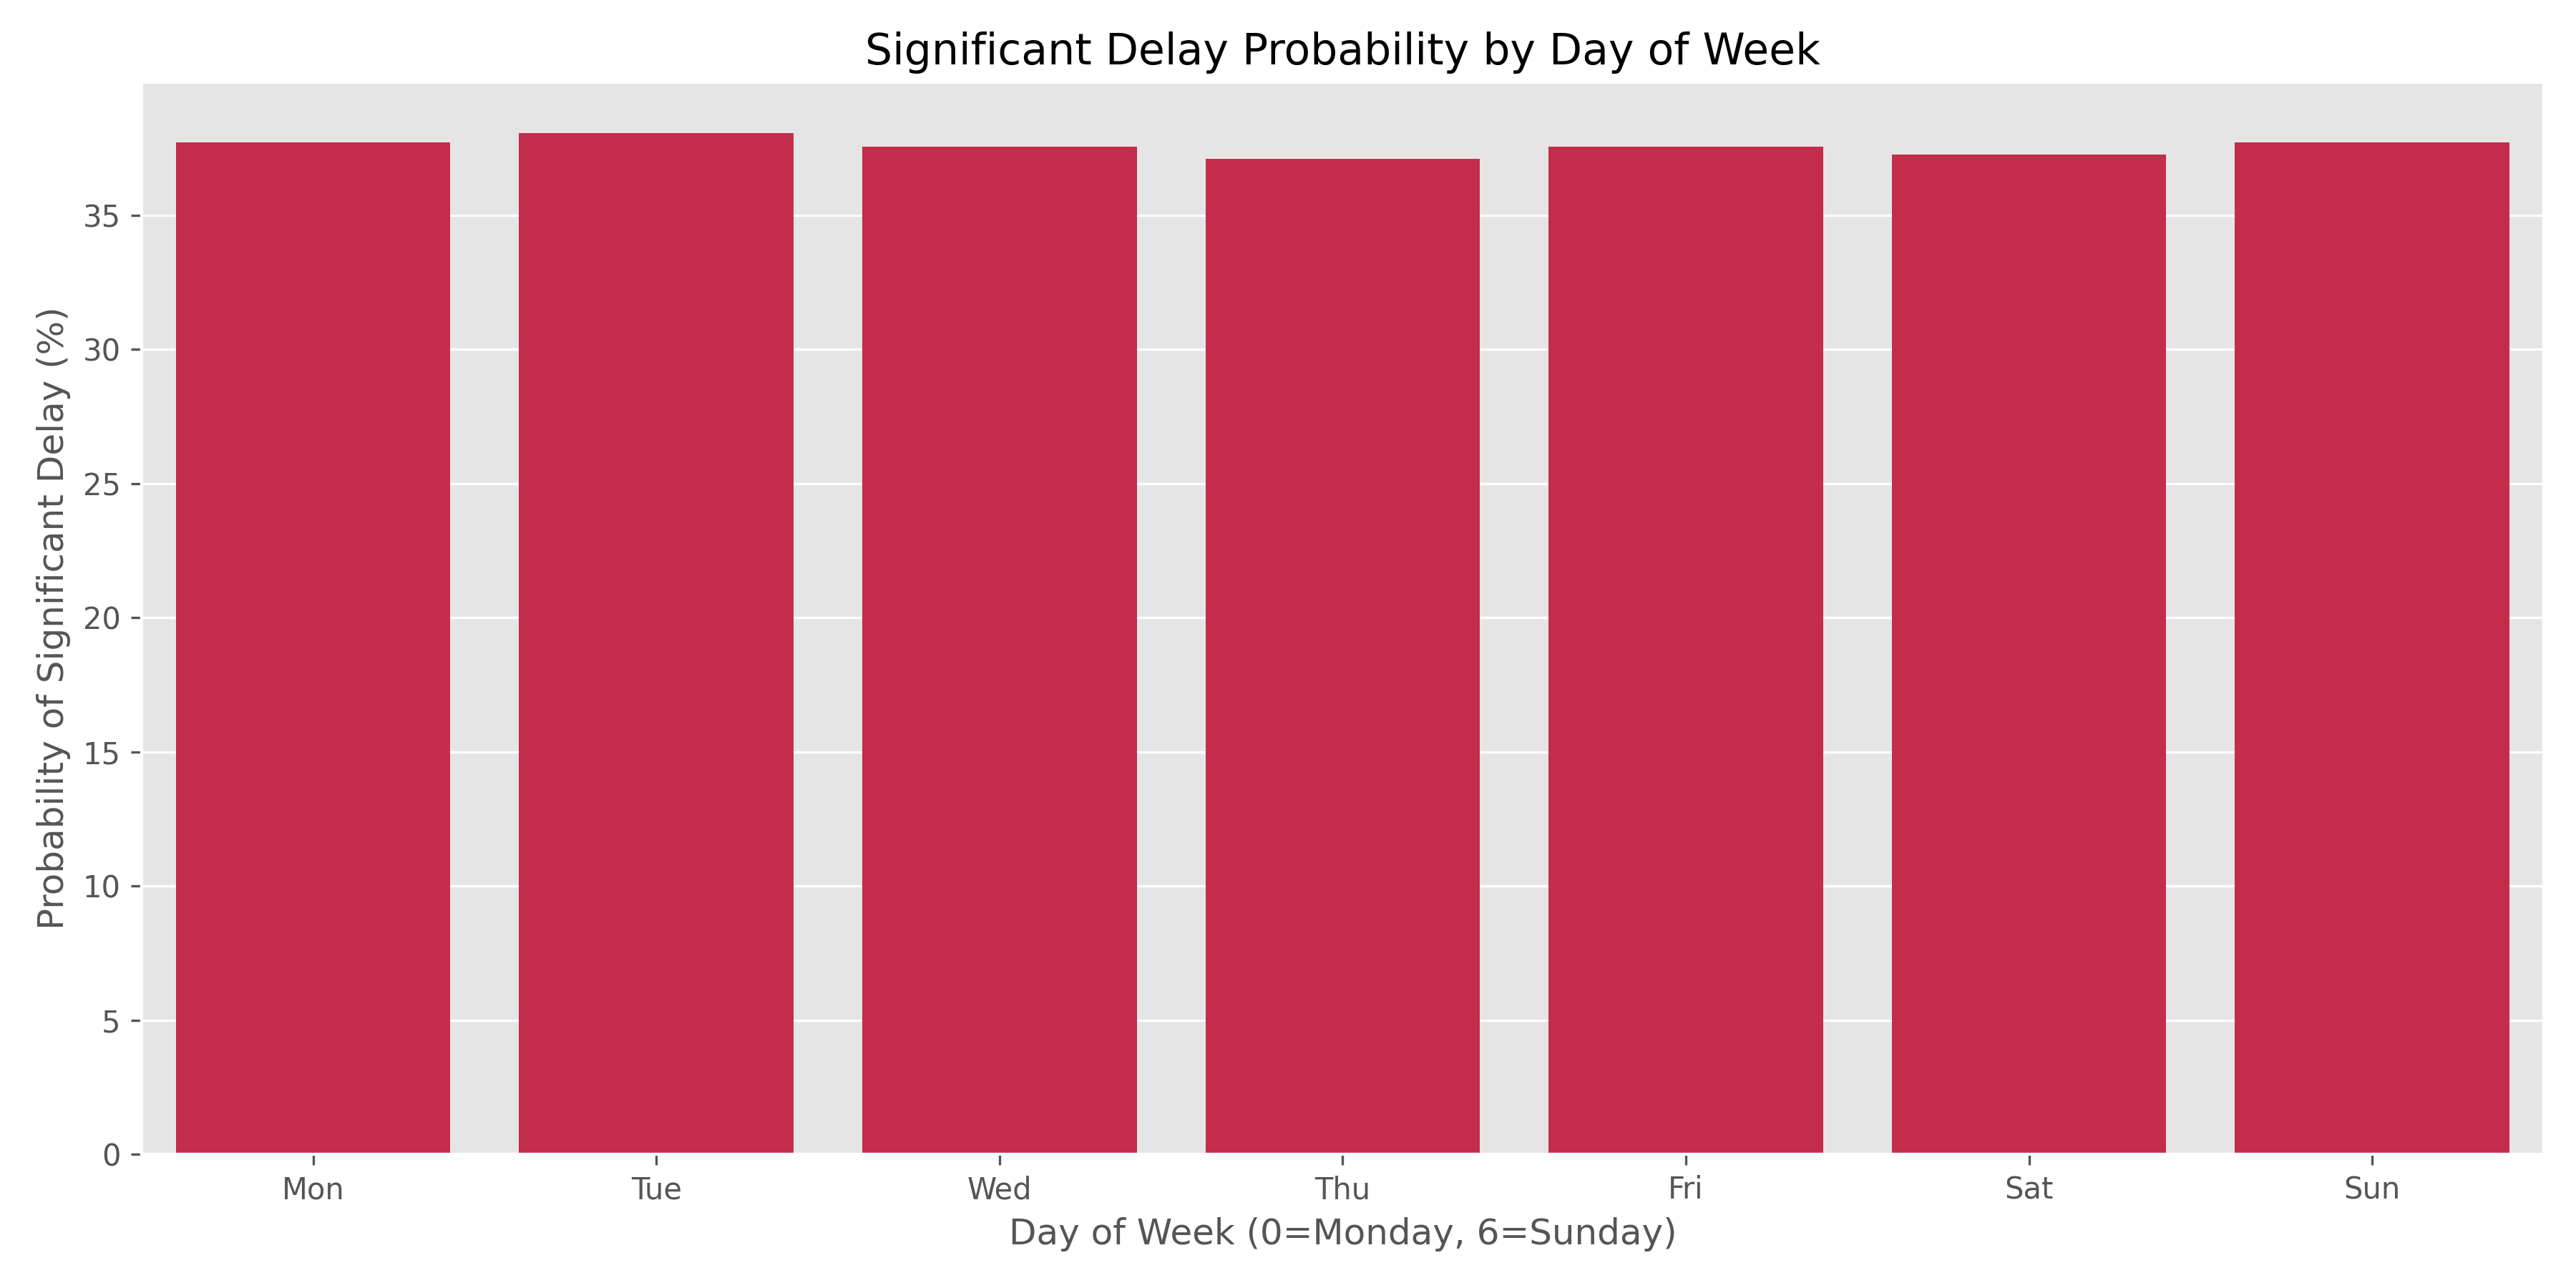 Significant Delay Probability by Day of Week
Probability of Significant Delay (%)
35
30
25
20
15
10
5
0
Mon Tue Wed Thu Fri Sat Sun
Day of Week (0=Monday, 6=Sunday)